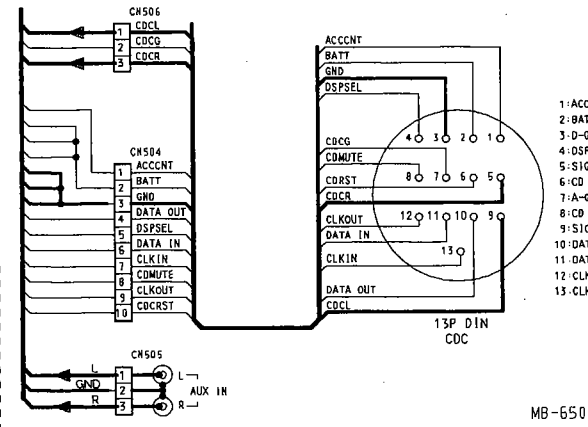 CN506
1 CDCL
2 CDCG
3 CDCR
CN504
1 ACCCNT
2 BATT
3 GND
4 DATA OUT
5 DSPSEL
6 DATA IN
7 CLKIN
8 CDMUTE
9 CLKOUT
10 CDCRST
CN505
L 1 L
GND 2 AUX IN
R 3 R
ACCCNT
BATT
GND
DSPSEL
4 3 2 1
CDCG
CDMUTE
8 7 6 5
CDRST
CDCR
CLKOUT
12 11 10 9
DATA IN
CLKIN
13
DATA OUT
CDCL
13P DIN
CDC
1:ACC
2:BAT
3:D-G
4:DSP
5:SIG
6:CD
7:A-G
8:CD
9:SIG
10:DAT
11:DAT
12:CLK
13:CLK
MB-650